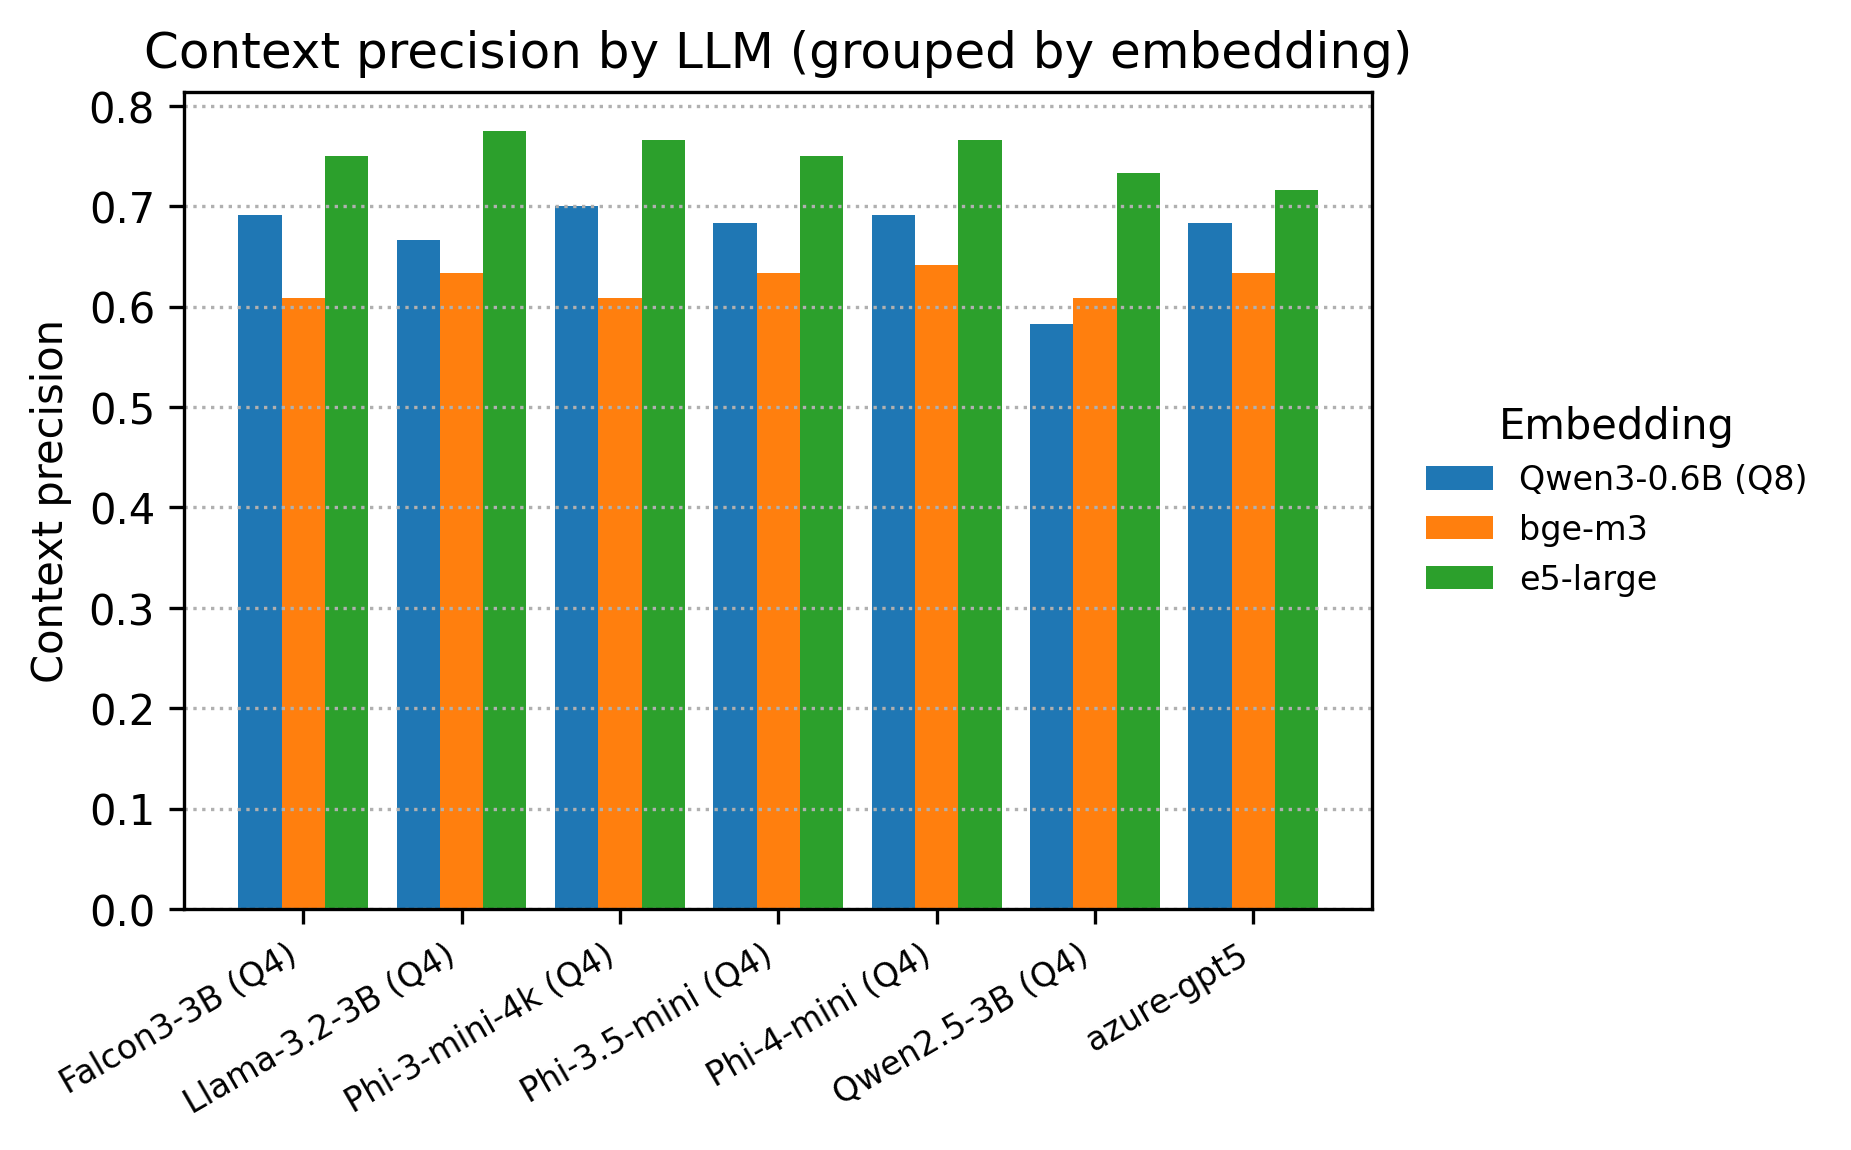 Context precision by LLM (grouped by embedding)
Context precision
0.8
0.7
0.6
0.5
0.4
0.3
0.2
0.1
0.0
Falcon3-3B (Q4)
Llama-3.2-3B (Q4)
Phi-3-mini-4k (Q4)
Phi-3.5-mini (Q4)
Phi-4-mini (Q4)
Qwen2.5-3B (Q4)
azure-gpt5
Embedding
Qwen3-0.6B (Q8)
bge-m3
e5-large